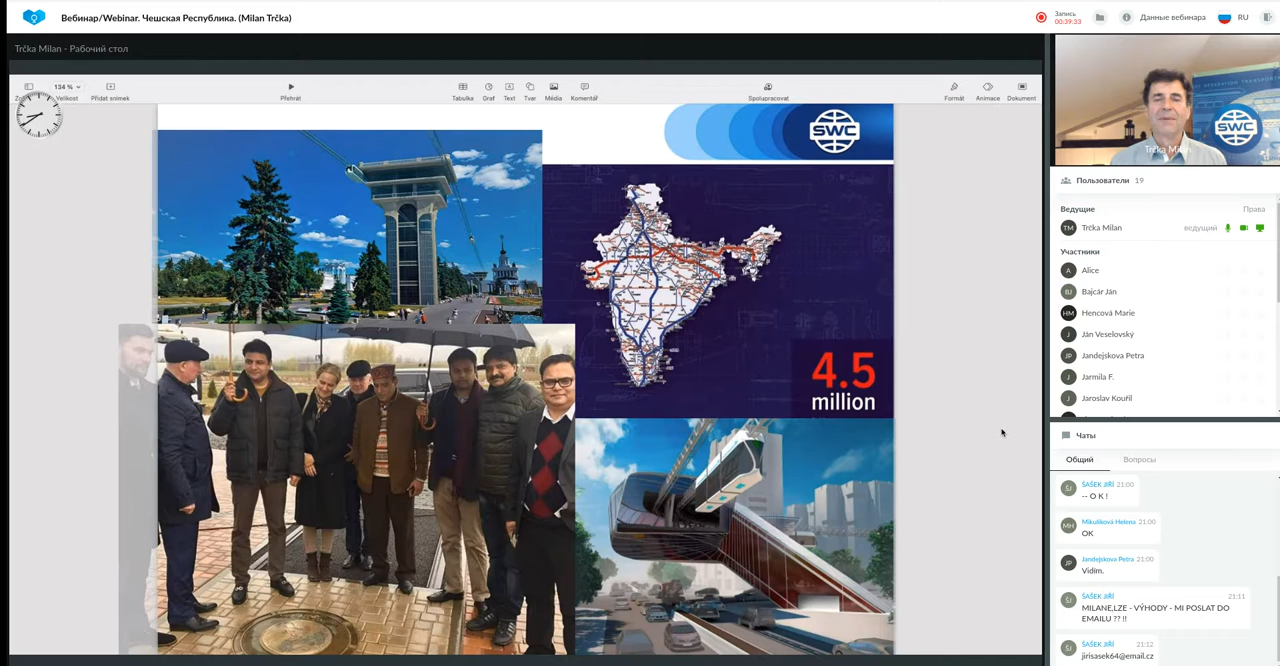 Вебинар/Webinar. Чешская Республика. (Milan Trčka)
Запись
00:39:33
Данные вебинара
RU
Trčka Milan - Рабочий стол
134 %
Velikost
Přidat snímek
Přehrát
Tabulka
Graf
Text
Tvar
Média
Komentář
Spolupracovat
Formát
Animace
Dokument
SWC
4.5
million
SWC
Trčka Milan
Пользователи 19
Ведущие
Права
TM
Trčka Milan
ведущий
Участники
A
Alice
BJ
Bajcár Ján
HM
Hencová Marie
J
Ján Veselovský
JP
Jandejskova Petra
J
Jarmila F.
J
Jaroslav Kouřil
Чаты
Общий
Вопросы
ŠJ
ŠAŠEK JIŘÍ 21:00
-- O K !
MH
Mikulíková Helena 21:00
OK
JP
Jandejskova Petra 21:00
Vidím.
ŠJ
ŠAŠEK JIŘÍ 21:11
MILANE,LZE - VÝHODY - MI POSLAT DO
EMAILU ?? !!
ŠJ
ŠAŠEK JIŘÍ 21:12
jirisasek64@email.cz